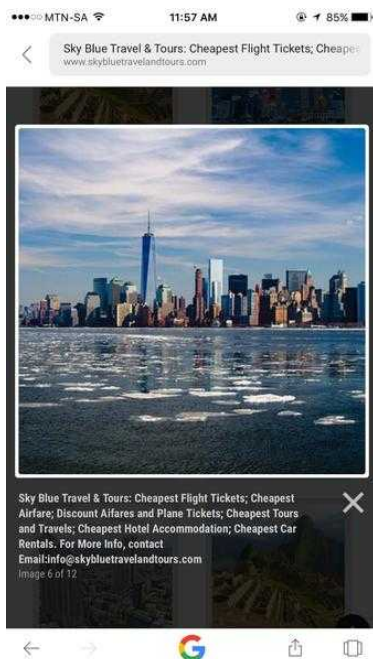 MTN-SA 11:57 AM 85%
Sky Blue Travel & Tours: Cheapest Flight Tickets; Cheape
www.skybluetravelandtours.com
Sky Blue Travel & Tours: Cheapest Flight Tickets; Cheapest
Airfare; Discount Aifares and Plane Tickets; Cheapest Tours
and Travels; Cheapest Hotel Accommodation; Cheapest Car
Rentals. For More Info, contact
Email:info@skybluetravelandtours.com
Image 6 of 12